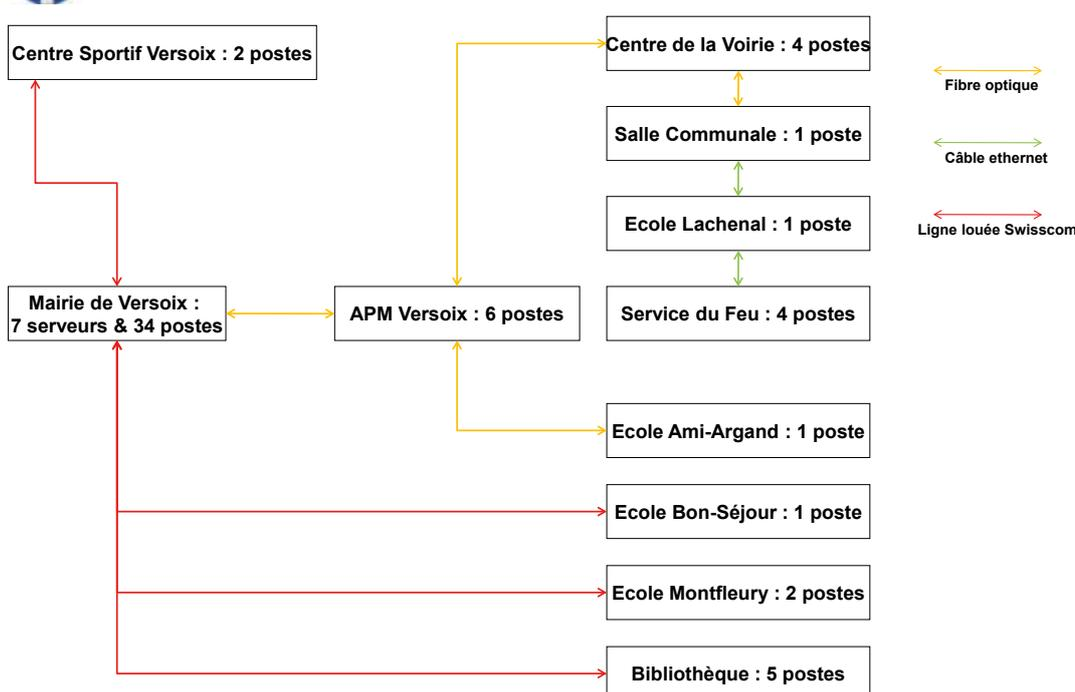 Centre Sportif Versoix : 2 postes
Centre de la Voirie : 4 postes
Fibre optique
Salle Communale : 1 poste
Câble ethernet
Ecole Lachenal : 1 poste
Ligne louée Swisscom
Mairie de Versoix :
7 serveurs & 34 postes
APM Versoix : 6 postes
Service du Feu : 4 postes
Ecole Ami-Argand : 1 poste
Ecole Bon-Séjour : 1 poste
Ecole Montfleury : 2 postes
Bibliothèque : 5 postes